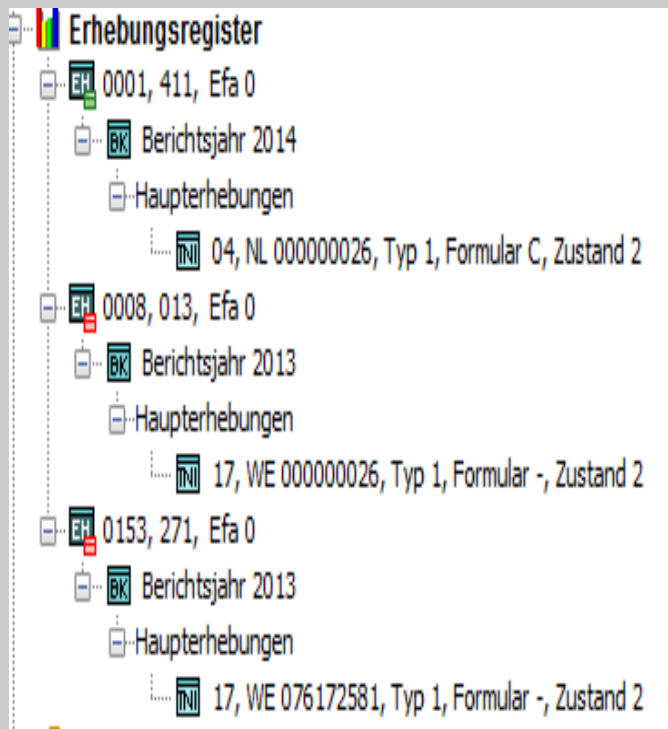 Erhebungsregister
EH 0001, 411, Efa 0
BK Berichtsjahr 2014
Haupterhebungen
TNI 04, NL 000000026, Typ 1, Formular C, Zustand 2
EH 0008, 013, Efa 0
BK Berichtsjahr 2013
Haupterhebungen
TNI 17, WE 000000026, Typ 1, Formular -, Zustand 2
EH 0153, 271, Efa 0
BK Berichtsjahr 2013
Haupterhebungen
TNI 17, WE 076172581, Typ 1, Formular -, Zustand 2